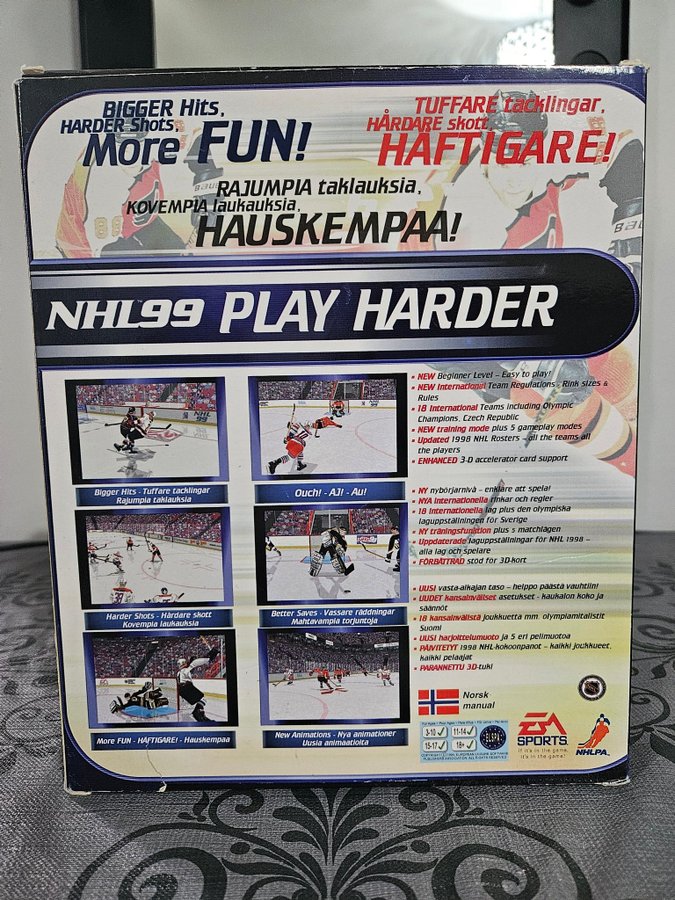 BIGGER Hits,
HARDER Shots,
More FUN!
TUFFARE tacklingar,
HÅRDARE skott,
HÄFTIGARE!
RAJUMPIA taklauksia,
KOVEMPIA laukauksia,
HAUSKEMPAA!
NHL99 PLAY HARDER
Bigger Hits - Tuffare tacklingar
Rajumpia taklauksia
Ouch! - AJ! - Au!
Harder Shots - Hårdare skott
Kovempia laukauksia
Better Saves - Vassare räddningar
Mahtavampia torjuntoja
More FUN - HÄFTIGARE! - Hauskempaa
New Animations - Nya animationer
Uusia animaatioita
NEW Beginner Level - Easy to play!
NEW International Team Regulations - Rink sizes &
Rules
18 International Teams including Olympic
Champions, Czech Republic
NEW training mode plus 5 gameplay modes
Updated 1998 NHL Rosters - all the teams all
the players
ENHANCED 3-D accelerator card support
NY nybörjarnivå - enklare att spela!
NYA internationella rinkar och regler
18 internationella lag plus den olympiska
laguppställningen för Sverige
NY träningsfunktion plus 5 matchlägen
Uppdaterade laguppställningar för NHL 1998 -
alla lag och spelare
FÖRBÄTTRAD stöd för 3D-kort
UUSI vasta-alkajan taso - helppo päästä vauhtiin!
UUDET kansainväliset asetukset - kaukalon koko ja
säännöt
18 kansainvälistä joukkuetta mm. olympiamitalistit
Suomi
UUSI harjoittelumuoto ja 5 eri pelimuotoa
PÄIVITETYT 1998 NHL-kokoonpanot - kaikki joukkueet,
kaikki pelaajat
PARANNETTU 3D-tuki
Norsk
manual
3-10
11-14
15-17
18+
ELSPA
EA
SPORTS
If it's in the game,
it's in the game.
NHLPA